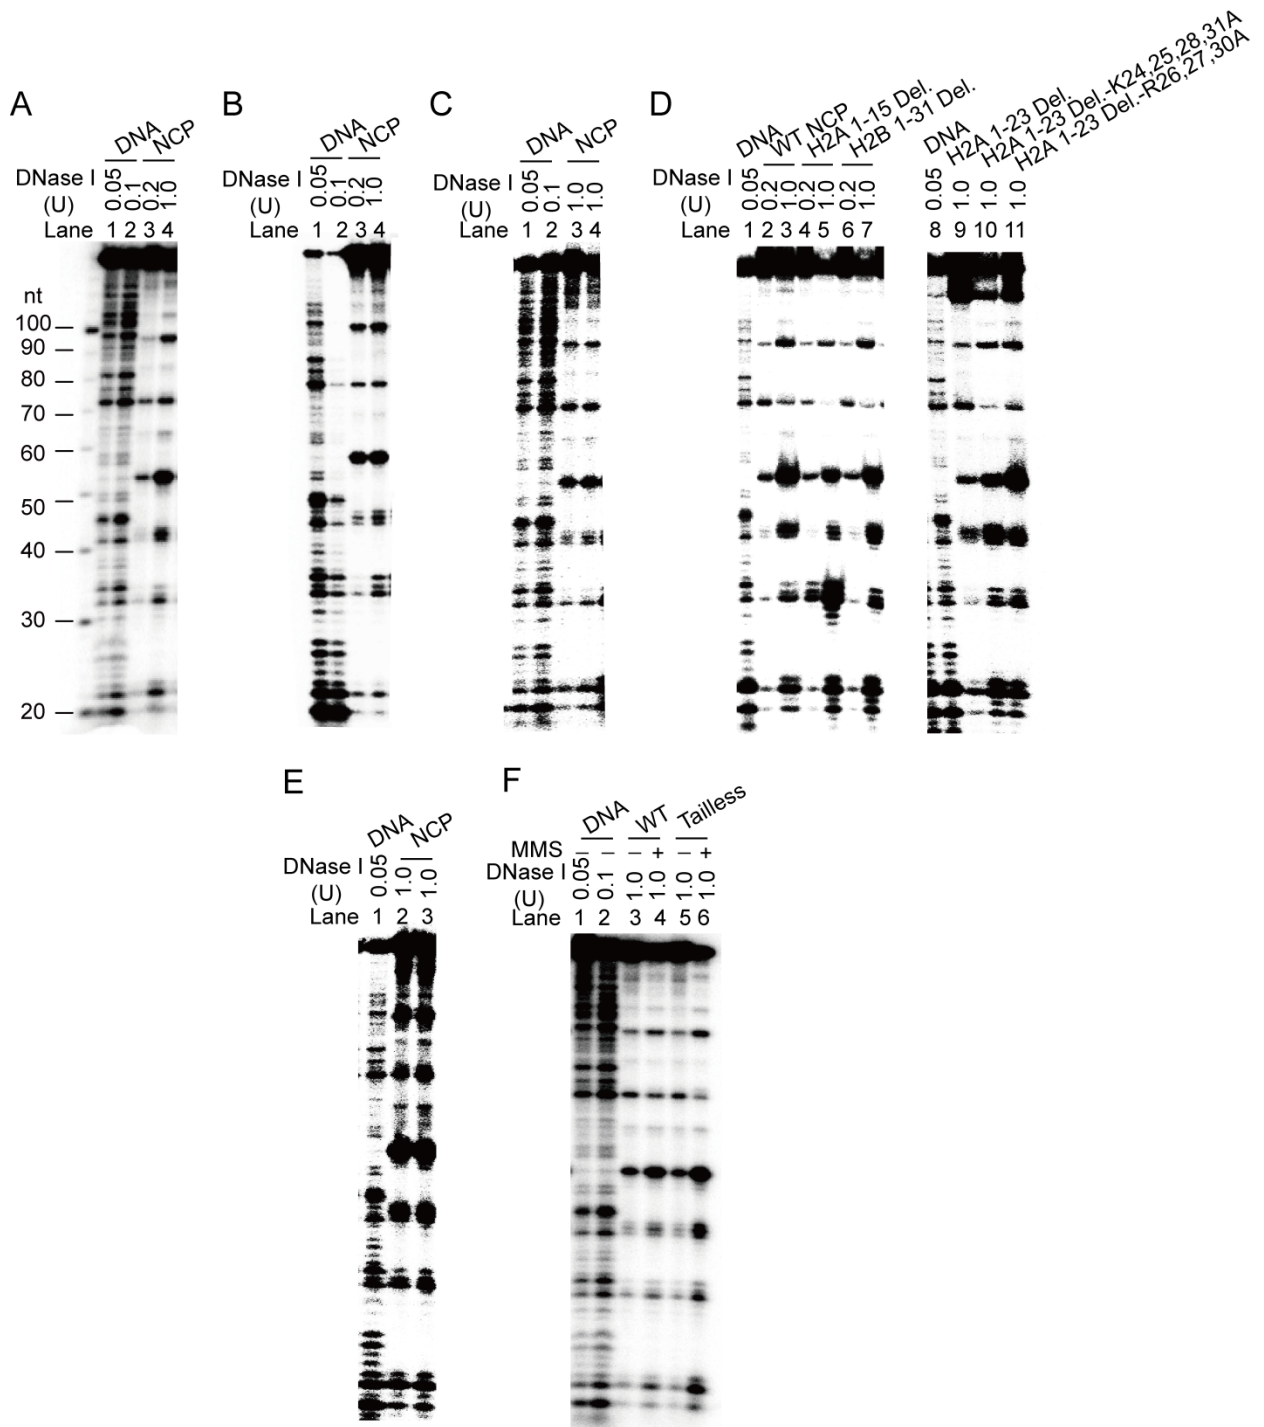 A
DNA
NCP
DNase I
(U)
0.05
0.1
0.2
1.0
Lane 1 2 3 4
nt
100
90
80
70
60
50
40
30
20
B
DNA
NCP
DNase I
(U)
0.05
0.1
0.2
1.0
Lane 1 2 3 4
C
DNA
NCP
DNase I
(U)
0.05
0.1
1.0
1.0
Lane 1 2 3 4
D
DNA
WT NCP
H2A 1-15 Del.
H2B 1-31 Del.
DNase I
(U)
0.05
0.2
1.0
0.2
1.0
0.2
1.0
Lane 1 2 3 4 5 6 7
DNA
H2A 1-23 Del.
H2A 1-23 Del.-K24,25,28,31A
H2A 1-23 Del.-R26,27,30A
0.05
1.0
1.0
1.0
8 9 10 11
E
DNA
NCP
DNase I
(U)
0.05
1.0
1.0
Lane 1 2 3
F
DNA
WT
Tailless
MMS – – – + – +
DNase I
(U)
0.05
0.1
1.0
1.0
1.0
1.0
Lane 1 2 3 4 5 6